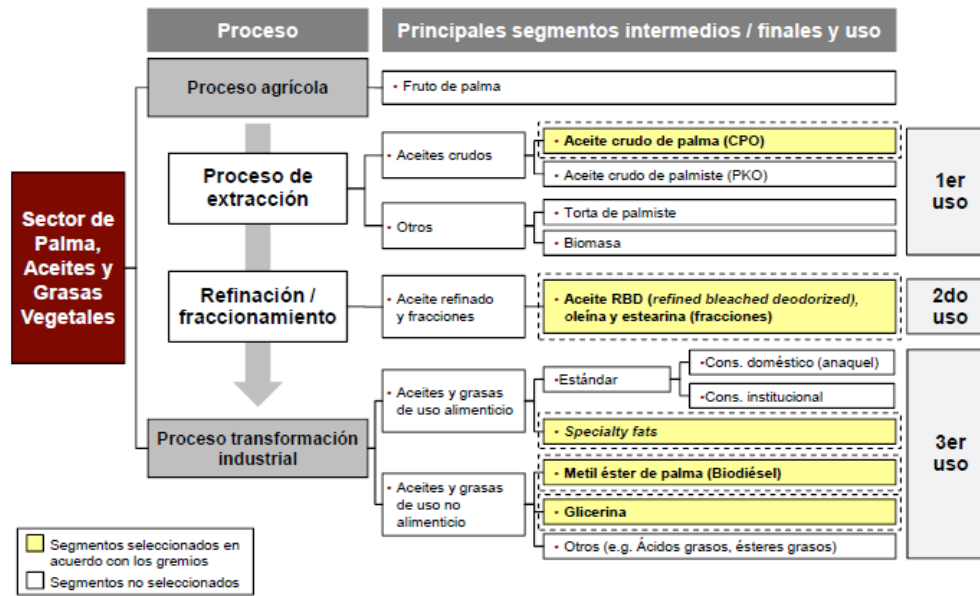 Proceso
Principales segmentos intermedios / finales y uso
Sector de
Palma,
Aceites y
Grasas
Vegetales
Proceso agrícola
• Fruto de palma
Proceso de
extracción
• Aceites crudos
• Aceite crudo de palma (CPO)
• Aceite crudo de palmiste (PKO)
• Otros
• Torta de palmiste
• Biomasa
1er
uso
Refinación /
fraccionamiento
• Aceite refinado
y fracciones
• Aceite RBD (refined bleached deodorized),
oleína y estearina (fracciones)
2do
uso
Proceso transformación
industrial
• Aceites y grasas
de uso alimenticio
•Estándar
•Cons. doméstico (anaquel)
•Cons. institucional
• Specialty fats
• Aceites y grasas
de uso no
alimenticio
• Metil éster de palma (Biodiésel)
• Glicerina
• Otros (e.g. Ácidos grasos, ésteres grasos)
3er
uso
Segmentos seleccionados en
acuerdo con los gremios
Segmentos no seleccionados